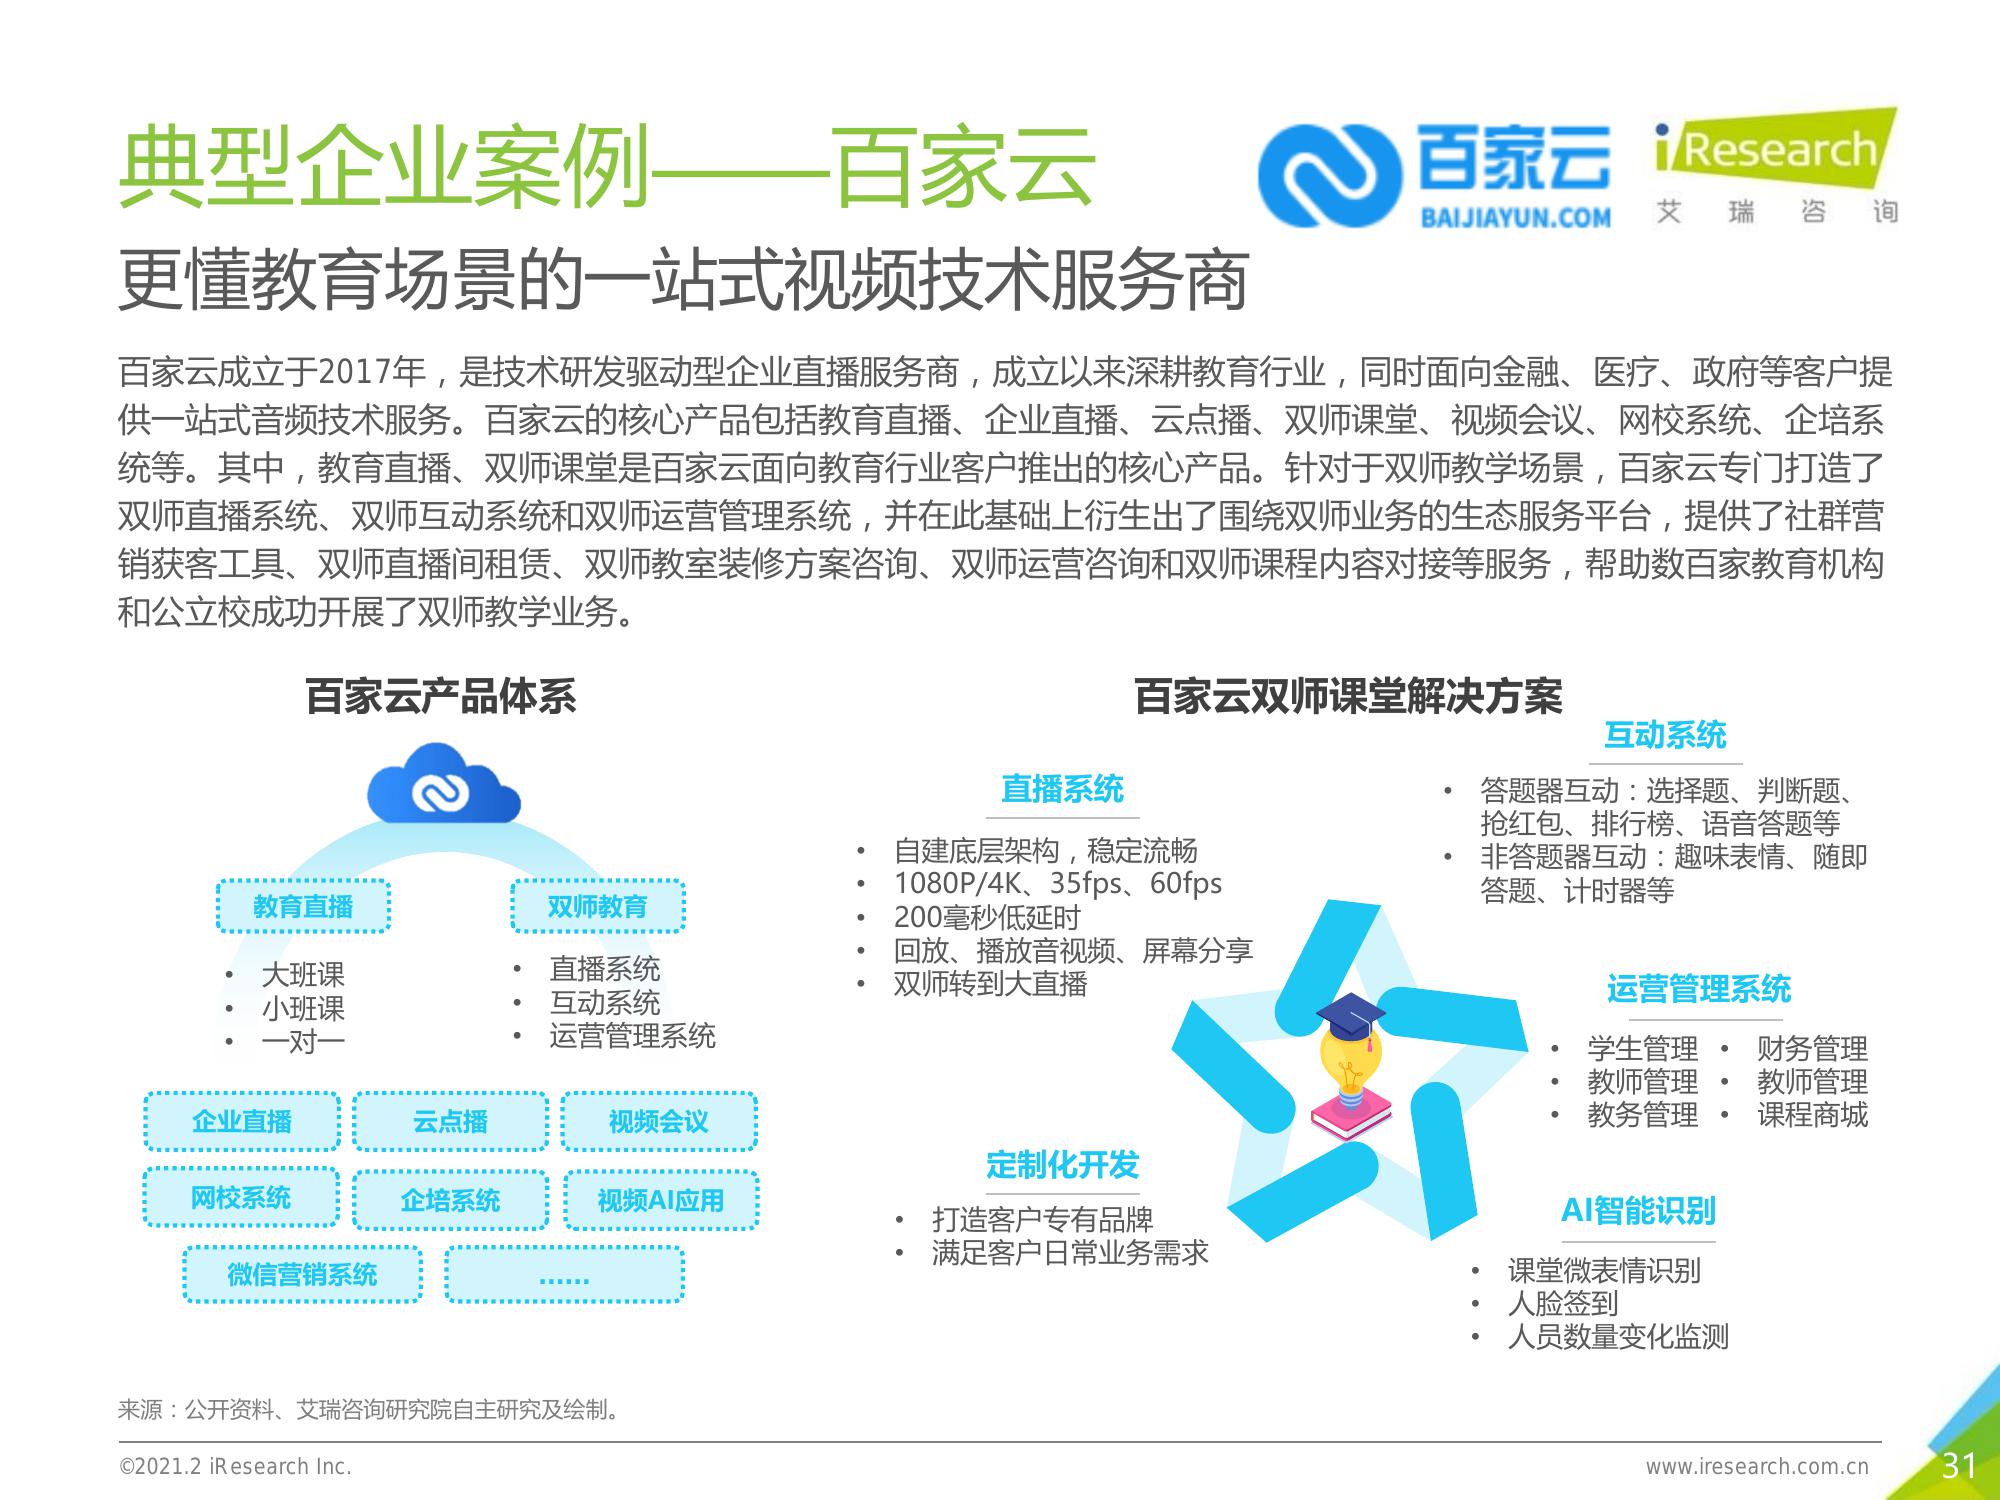 典型企业案例——百家云
百家云
BAIJIAYUN.COM
iResearch
艾瑞咨询
更懂教育场景的一站式视频技术服务商
百家云成立于2017年，是技术研发驱动型企业直播服务商，成立以来深耕教育行业，同时面向金融、医疗、政府等客户提
供一站式音频技术服务。百家云的核心产品包括教育直播、企业直播、云点播、双师课堂、视频会议、网校系统、企培系
统等。其中，教育直播、双师课堂是百家云面向教育行业客户推出的核心产品。针对于双师教学场景，百家云专门打造了
双师直播系统、双师互动系统和双师运营管理系统，并在此基础上衍生出了围绕双师业务的生态服务平台，提供了社群营
销获客工具、双师直播间租赁、双师教室装修方案咨询、双师运营咨询和双师课程内容对接等服务，帮助数百家教育机构
和公立校成功开展了双师教学业务。
百家云产品体系
教育直播
• 大班课
• 小班课
• 一对一
双师教育
• 直播系统
• 互动系统
• 运营管理系统
企业直播
云点播
视频会议
网校系统
企培系统
视频AI应用
微信营销系统
......
百家云双师课堂解决方案
直播系统
• 自建底层架构，稳定流畅
• 1080P/4K、35fps、60fps
• 200毫秒低延时
• 回放、播放音视频、屏幕分享
• 双师转到大直播
互动系统
• 答题器互动：选择题、判断题、
抢红包、排行榜、语音答题等
• 非答题器互动：趣味表情、随即
答题、计时器等
运营管理系统
• 学生管理 • 财务管理
• 教师管理 • 教师管理
• 教务管理 • 课程商城
定制化开发
• 打造客户专有品牌
• 满足客户日常业务需求
AI智能识别
• 课堂微表情识别
• 人脸签到
• 人员数量变化监测
来源：公开资料、艾瑞咨询研究院自主研究及绘制。
©2021.2 iResearch Inc.
www.iresearch.com.cn
31